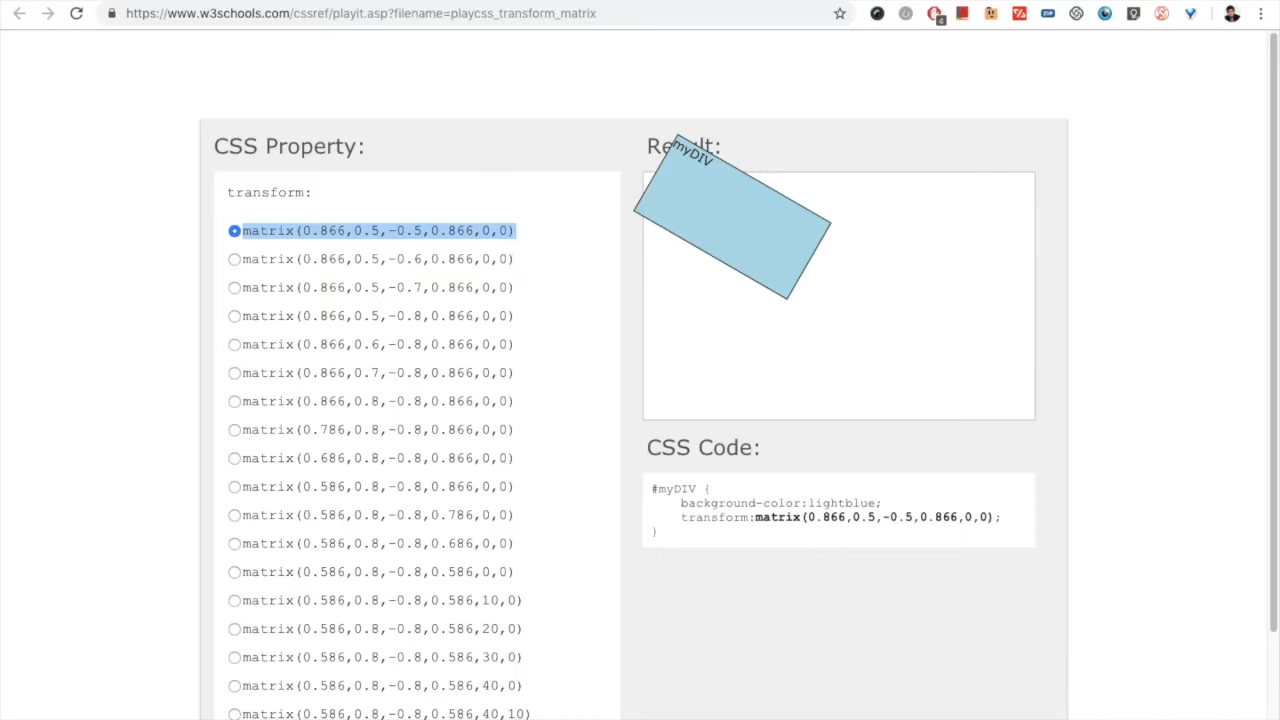 https://www.w3schools.com/cssref/playit.asp?filename=playcss_transform_matrix
4
ZIP
CSS Property:
transform:
matrix(0.866,0.5,-0.5,0.866,0,0)
matrix(0.866,0.5,-0.6,0.866,0,0)
matrix(0.866,0.5,-0.7,0.866,0,0)
matrix(0.866,0.5,-0.8,0.866,0,0)
matrix(0.866,0.6,-0.8,0.866,0,0)
matrix(0.866,0.7,-0.8,0.866,0,0)
matrix(0.866,0.8,-0.8,0.866,0,0)
matrix(0.786,0.8,-0.8,0.866,0,0)
matrix(0.686,0.8,-0.8,0.866,0,0)
matrix(0.586,0.8,-0.8,0.866,0,0)
matrix(0.586,0.8,-0.8,0.786,0,0)
matrix(0.586,0.8,-0.8,0.686,0,0)
matrix(0.586,0.8,-0.8,0.586,0,0)
matrix(0.586,0.8,-0.8,0.586,10,0)
matrix(0.586,0.8,-0.8,0.586,20,0)
matrix(0.586,0.8,-0.8,0.586,30,0)
matrix(0.586,0.8,-0.8,0.586,40,0)
matrix(0.586,0.8,-0.8,0.586,40,10)
Result:
myDIV
CSS Code:
#myDIV {
background-color:lightblue;
transform:matrix(0.866,0.5,-0.5,0.866,0,0);
}